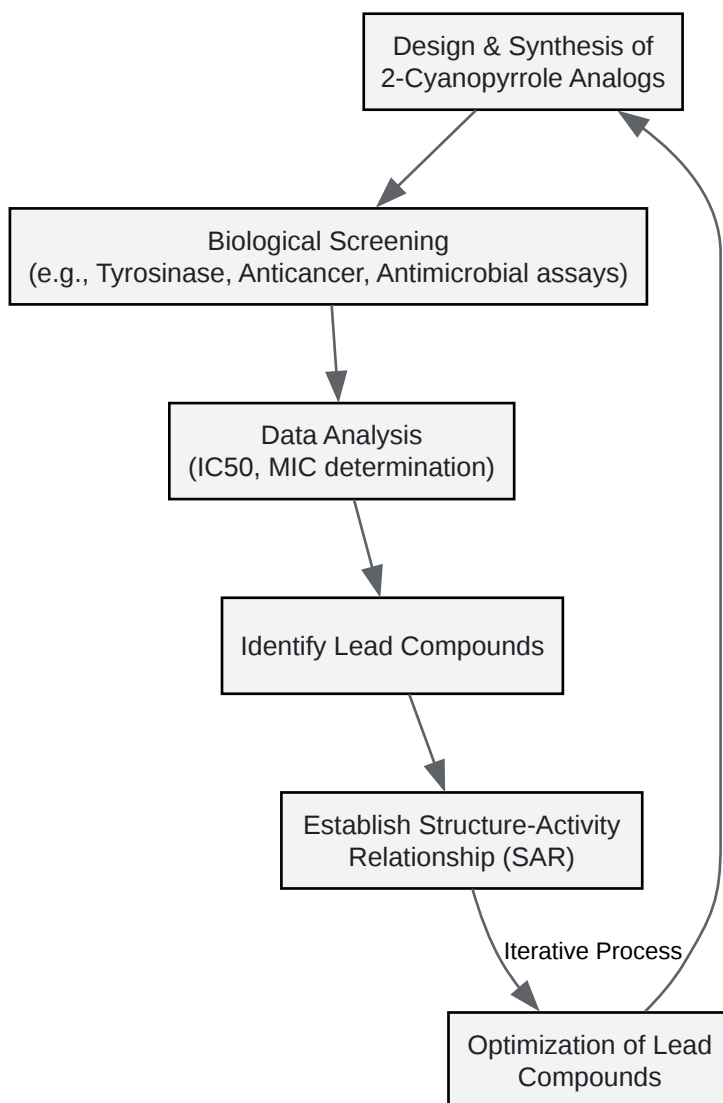 Design & Synthesis of
2-Cyanopyrrole Analogs
Biological Screening
(e.g., Tyrosinase, Anticancer, Antimicrobial assays)
Data Analysis
(IC50, MIC determination)
Identify Lead Compounds
Establish Structure-Activity
Relationship (SAR)
Iterative Process
Optimization of Lead
Compounds